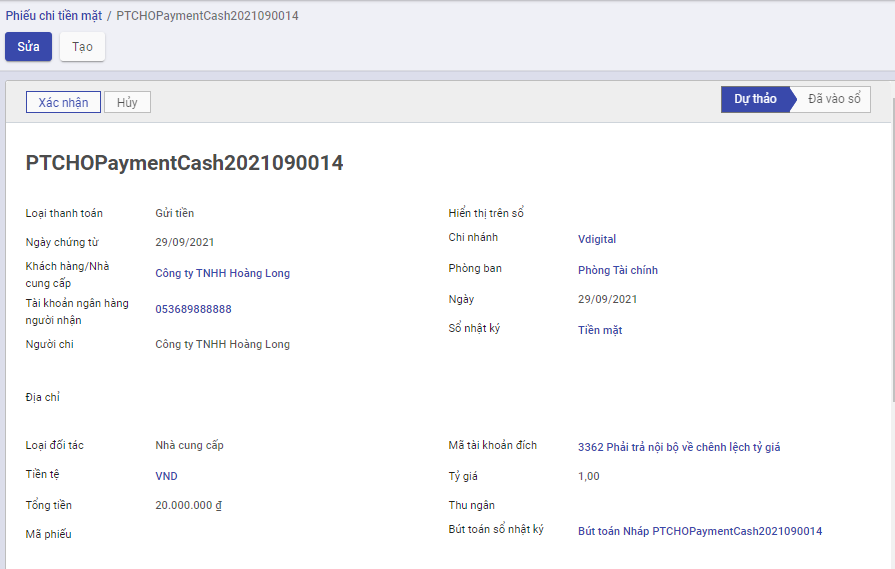 Phiếu chi tiền mặt / PTCHOPaymentCash2021090014
Sửa Tạo
Xác nhận Hủy Dự thảo Đã vào sổ
PTCHOPaymentCash2021090014
Loại thanh toán Gửi tiền
Ngày chứng từ 29/09/2021
Khách hàng/Nhà
cung cấp Công ty TNHH Hoàng Long
Tài khoản ngân hàng
người nhận 053689888888
Người chi Công ty TNHH Hoàng Long
Địa chỉ
Hiển thị trên sổ
Chi nhánh Vdigital
Phòng ban Phòng Tài chính
Ngày 29/09/2021
Sổ nhật ký Tiền mặt
Loại đối tác Nhà cung cấp
Tiền tệ VND
Tổng tiền 20.000.000 ₫
Mã phiếu
Mã tài khoản đích 3362 Phải trả nội bộ về chênh lệch tỷ giá
Tỷ giá 1,00
Thu ngân
Bút toán sổ nhật ký Bút toán Nháp PTCHOPaymentCash2021090014